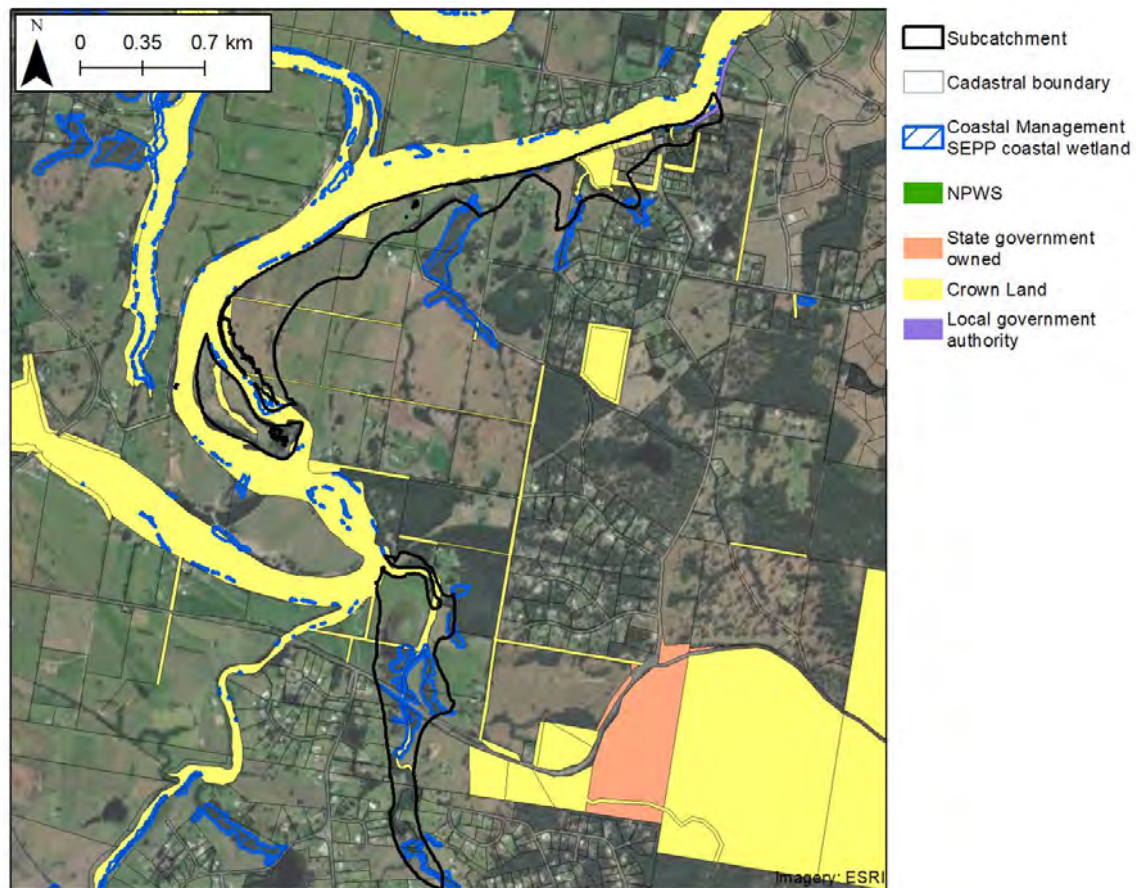 N
0 0.35 0.7 km
Subcatchment
Cadastral boundary
Coastal Management
SEPP coastal wetland
NPWS
State government
owned
Crown Land
Local government
authority
Imagery: ESRI